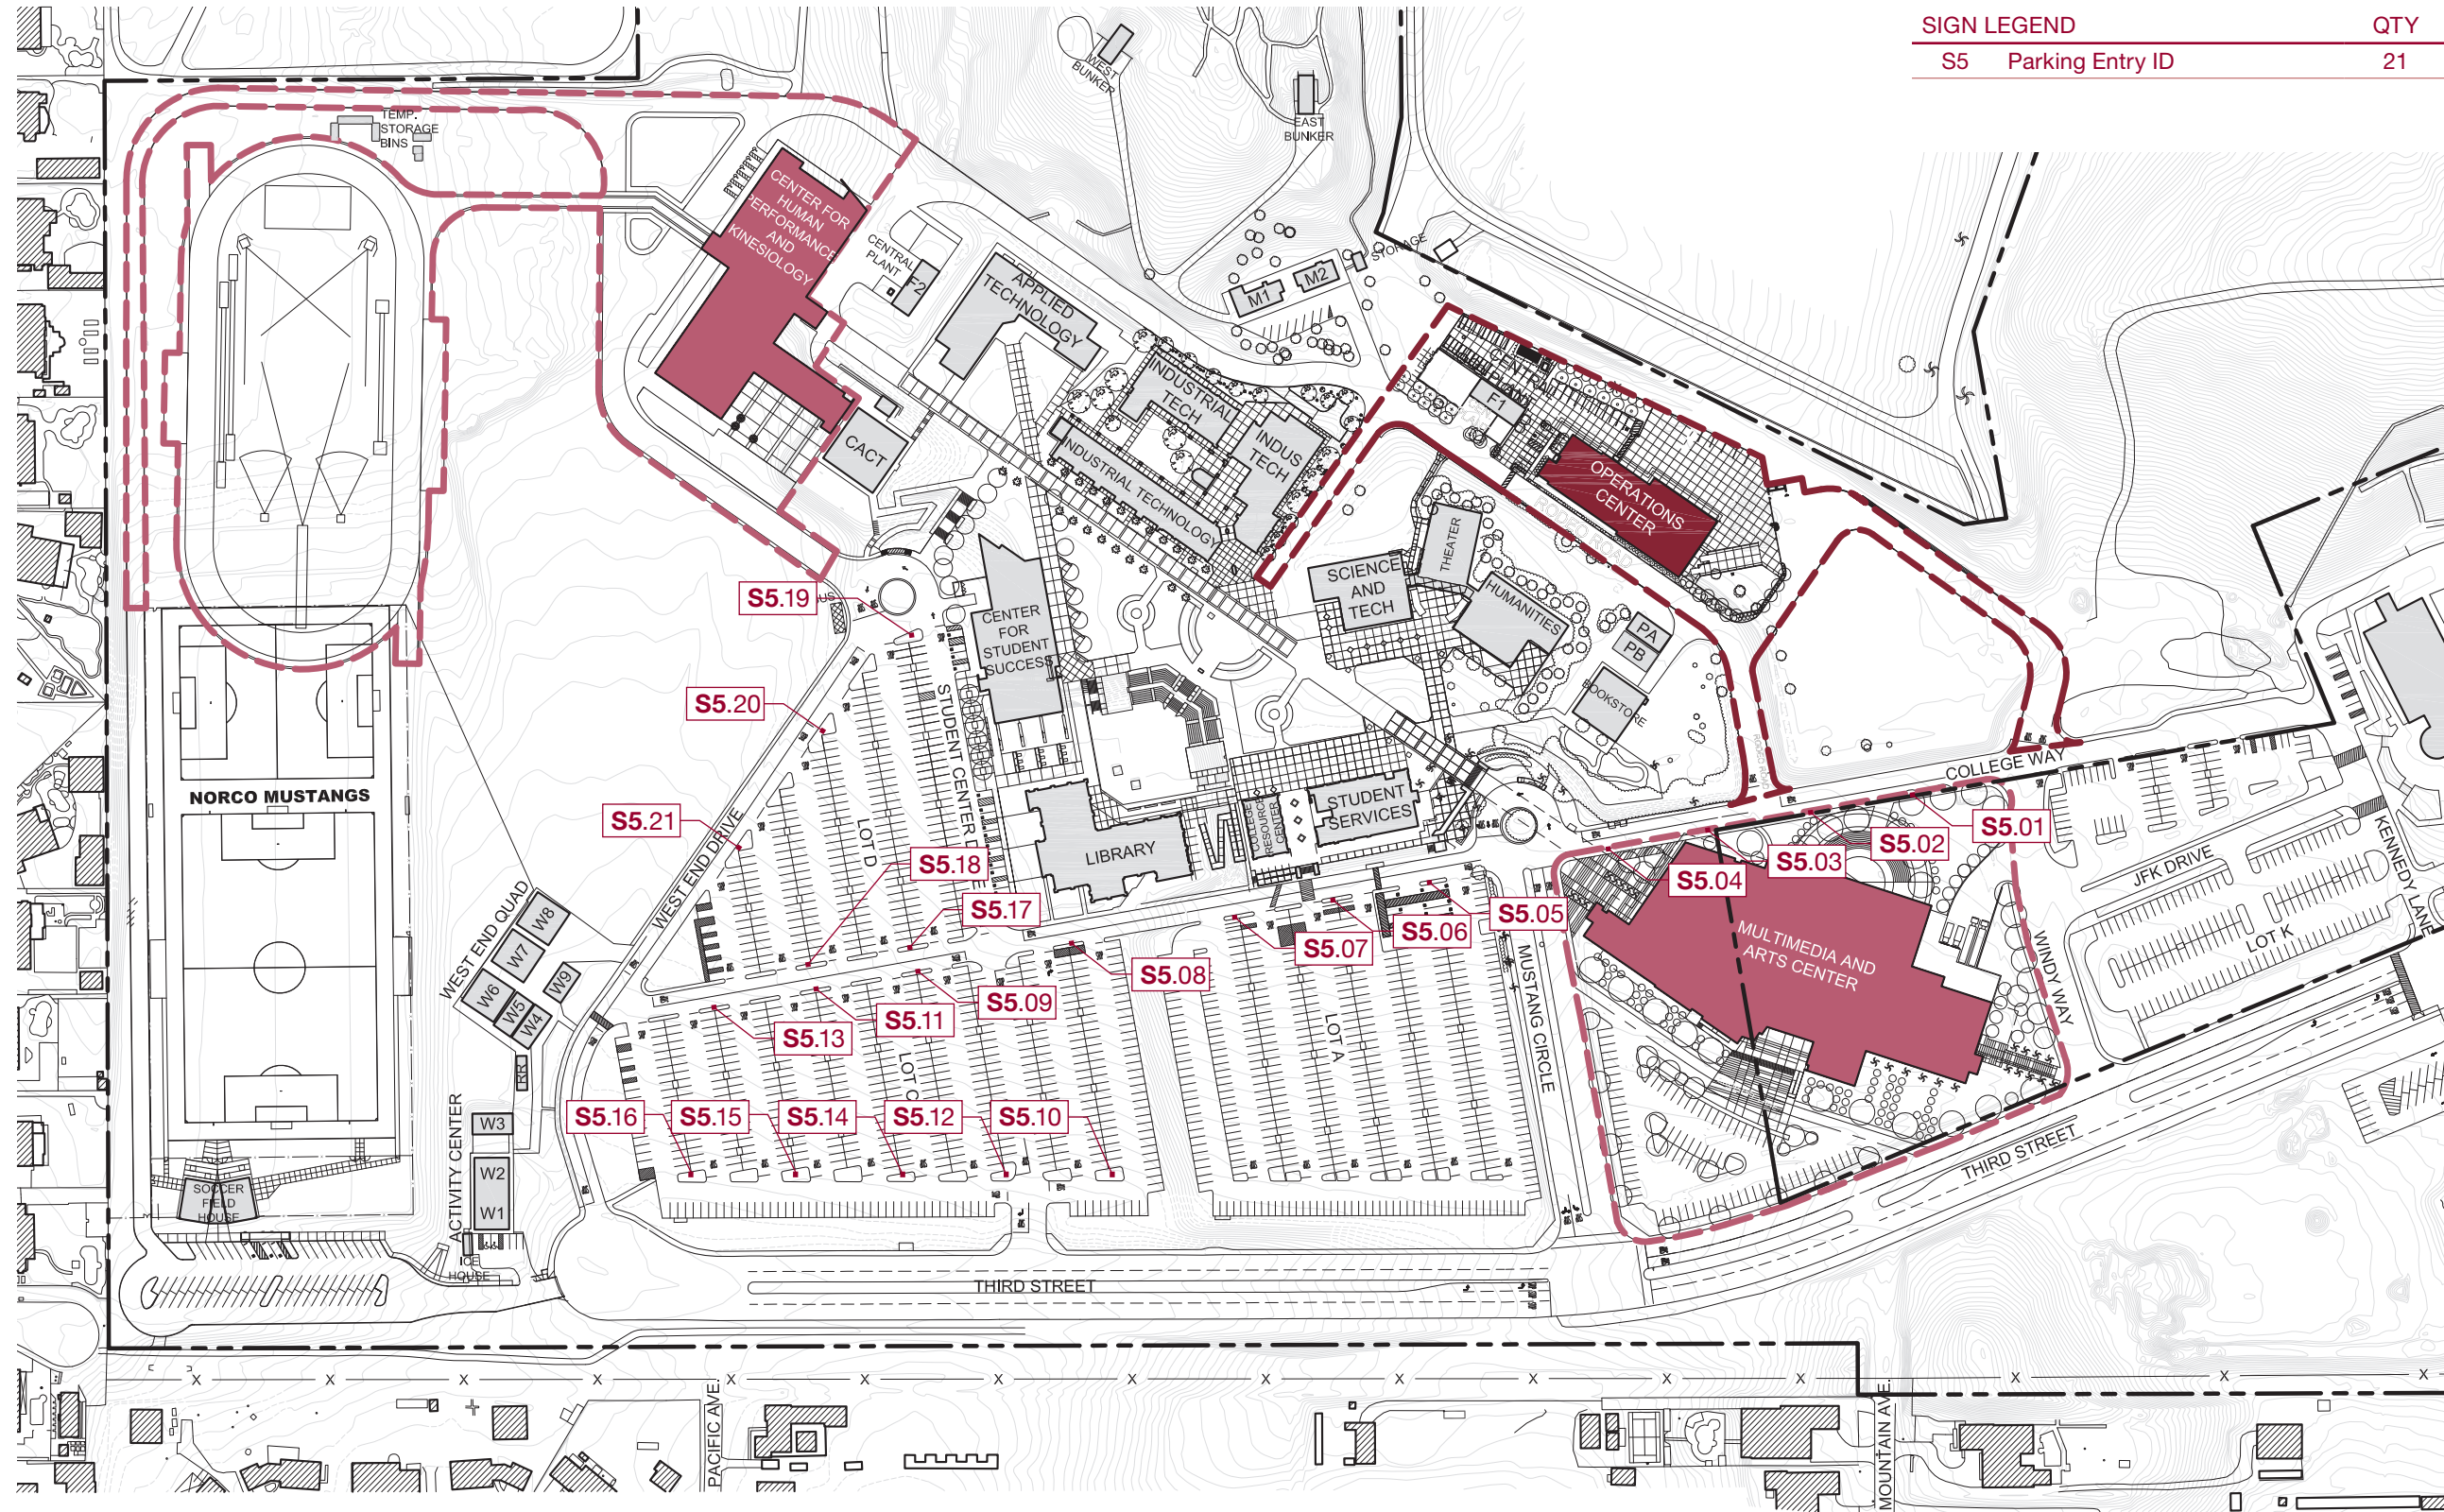 SIGN LEGEND QTY
S5 Parking Entry ID 21
WEST
BUNKER
EAST
BUNKER
TEMP.
STORAGE
BINS
CENTER FOR
HUMAN
PERFORMANCE
AND
KINESIOLOGY
CENTRAL
PLANT
F2
APPLIED
TECHNOLOGY
M1
M2
STORAGE
INDUSTRIAL
TECH
INDUS
TECH
INDUSTRIAL TECHNOLOGY
CACT
F1
OPERATIONS
CENTER
THEATER
SCIENCE
AND
TECH
HUMANITIES
PA
PB
BOOKSTORE
CENTER
FOR
STUDENT
SUCCESS
S5.19
S5.20
S5.21
NORCO MUSTANGS
WEST END DRIVE
LOT D
LIBRARY
COLLEGE
RESOURCE
CENTER
STUDENT
SERVICES
COLLEGE WAY
S5.01
S5.02
S5.03
S5.04
S5.05
S5.06
S5.07
S5.08
S5.18
S5.17
S5.09
S5.11
S5.13
JFK DRIVE
KENNEDY LANE
LOT K
WINDY WAY
MULTIMEDIA AND
ARTS CENTER
MUSTANG CIRCLE
LOT A
LOT C
WEST END QUAD
W8
W7
W6
W9
W5
W4
RR
S5.16
S5.15
S5.14
S5.12
S5.10
ACTIVITY CENTER
W3
W2
W1
ICE
HOUSE
SOCCER
FIELD
HOUSE
THIRD STREET
THIRD STREET
PACIFIC AVE.
MOUNTAIN AVE.